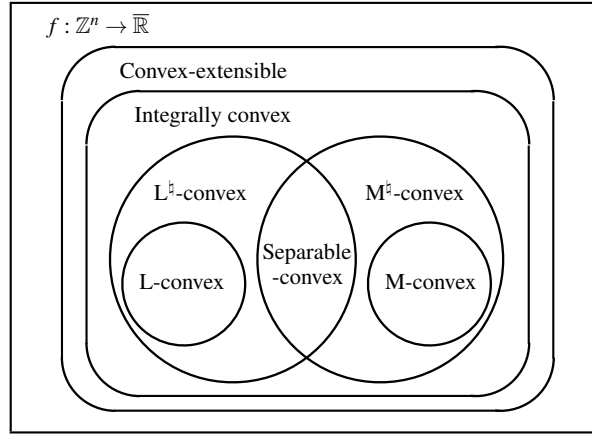 f : ℤⁿ → ℝ̅
Convex-extensible
Integrally convex
L♮-convex
M♮-convex
Separable
-convex
L-convex
M-convex